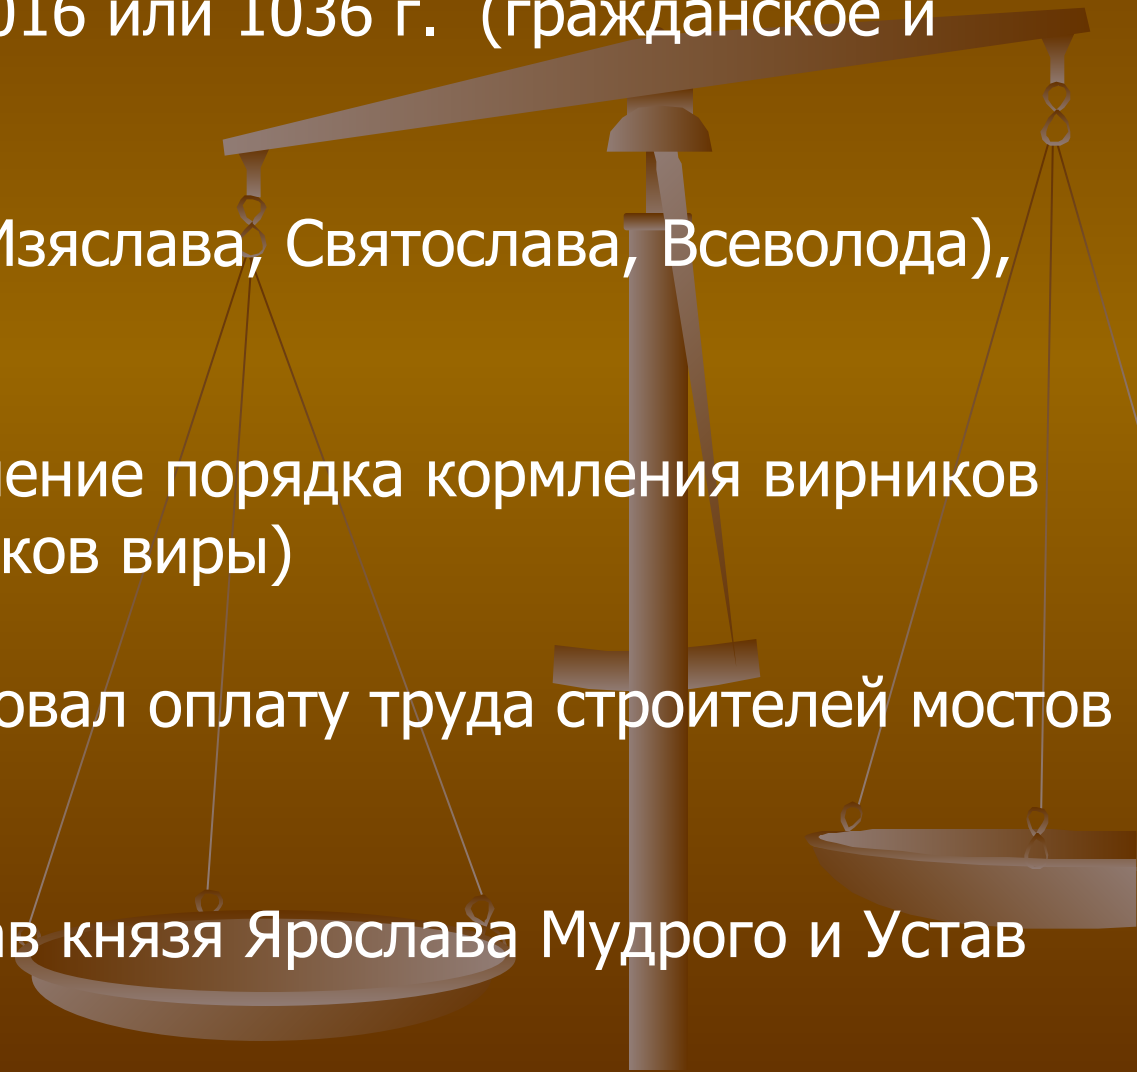 016 или 1036 г. (гражданское и
Изяслава, Святослава, Всеволода),
ение порядка кормления вирников
ков виры)
овал оплату труда строителей мостов
ав князя Ярослава Мудрого и Устав